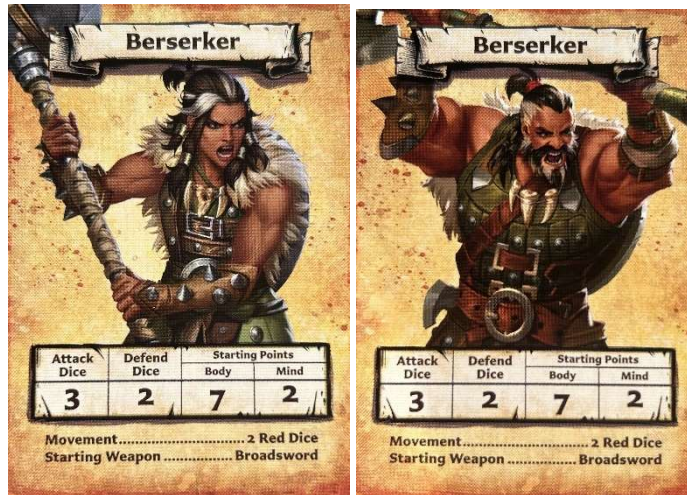 Berserker
Attack Dice
Defend Dice
Starting Points
Body
Mind
3
2
7
2
Movement.............................. 2 Red Dice
Starting Weapon ................ Broadsword
Berserker
Attack Dice
Defend Dice
Starting Points
Body
Mind
3
2
7
2
Movement.............................. 2 Red Dice
Starting Weapon ................ Broadsword